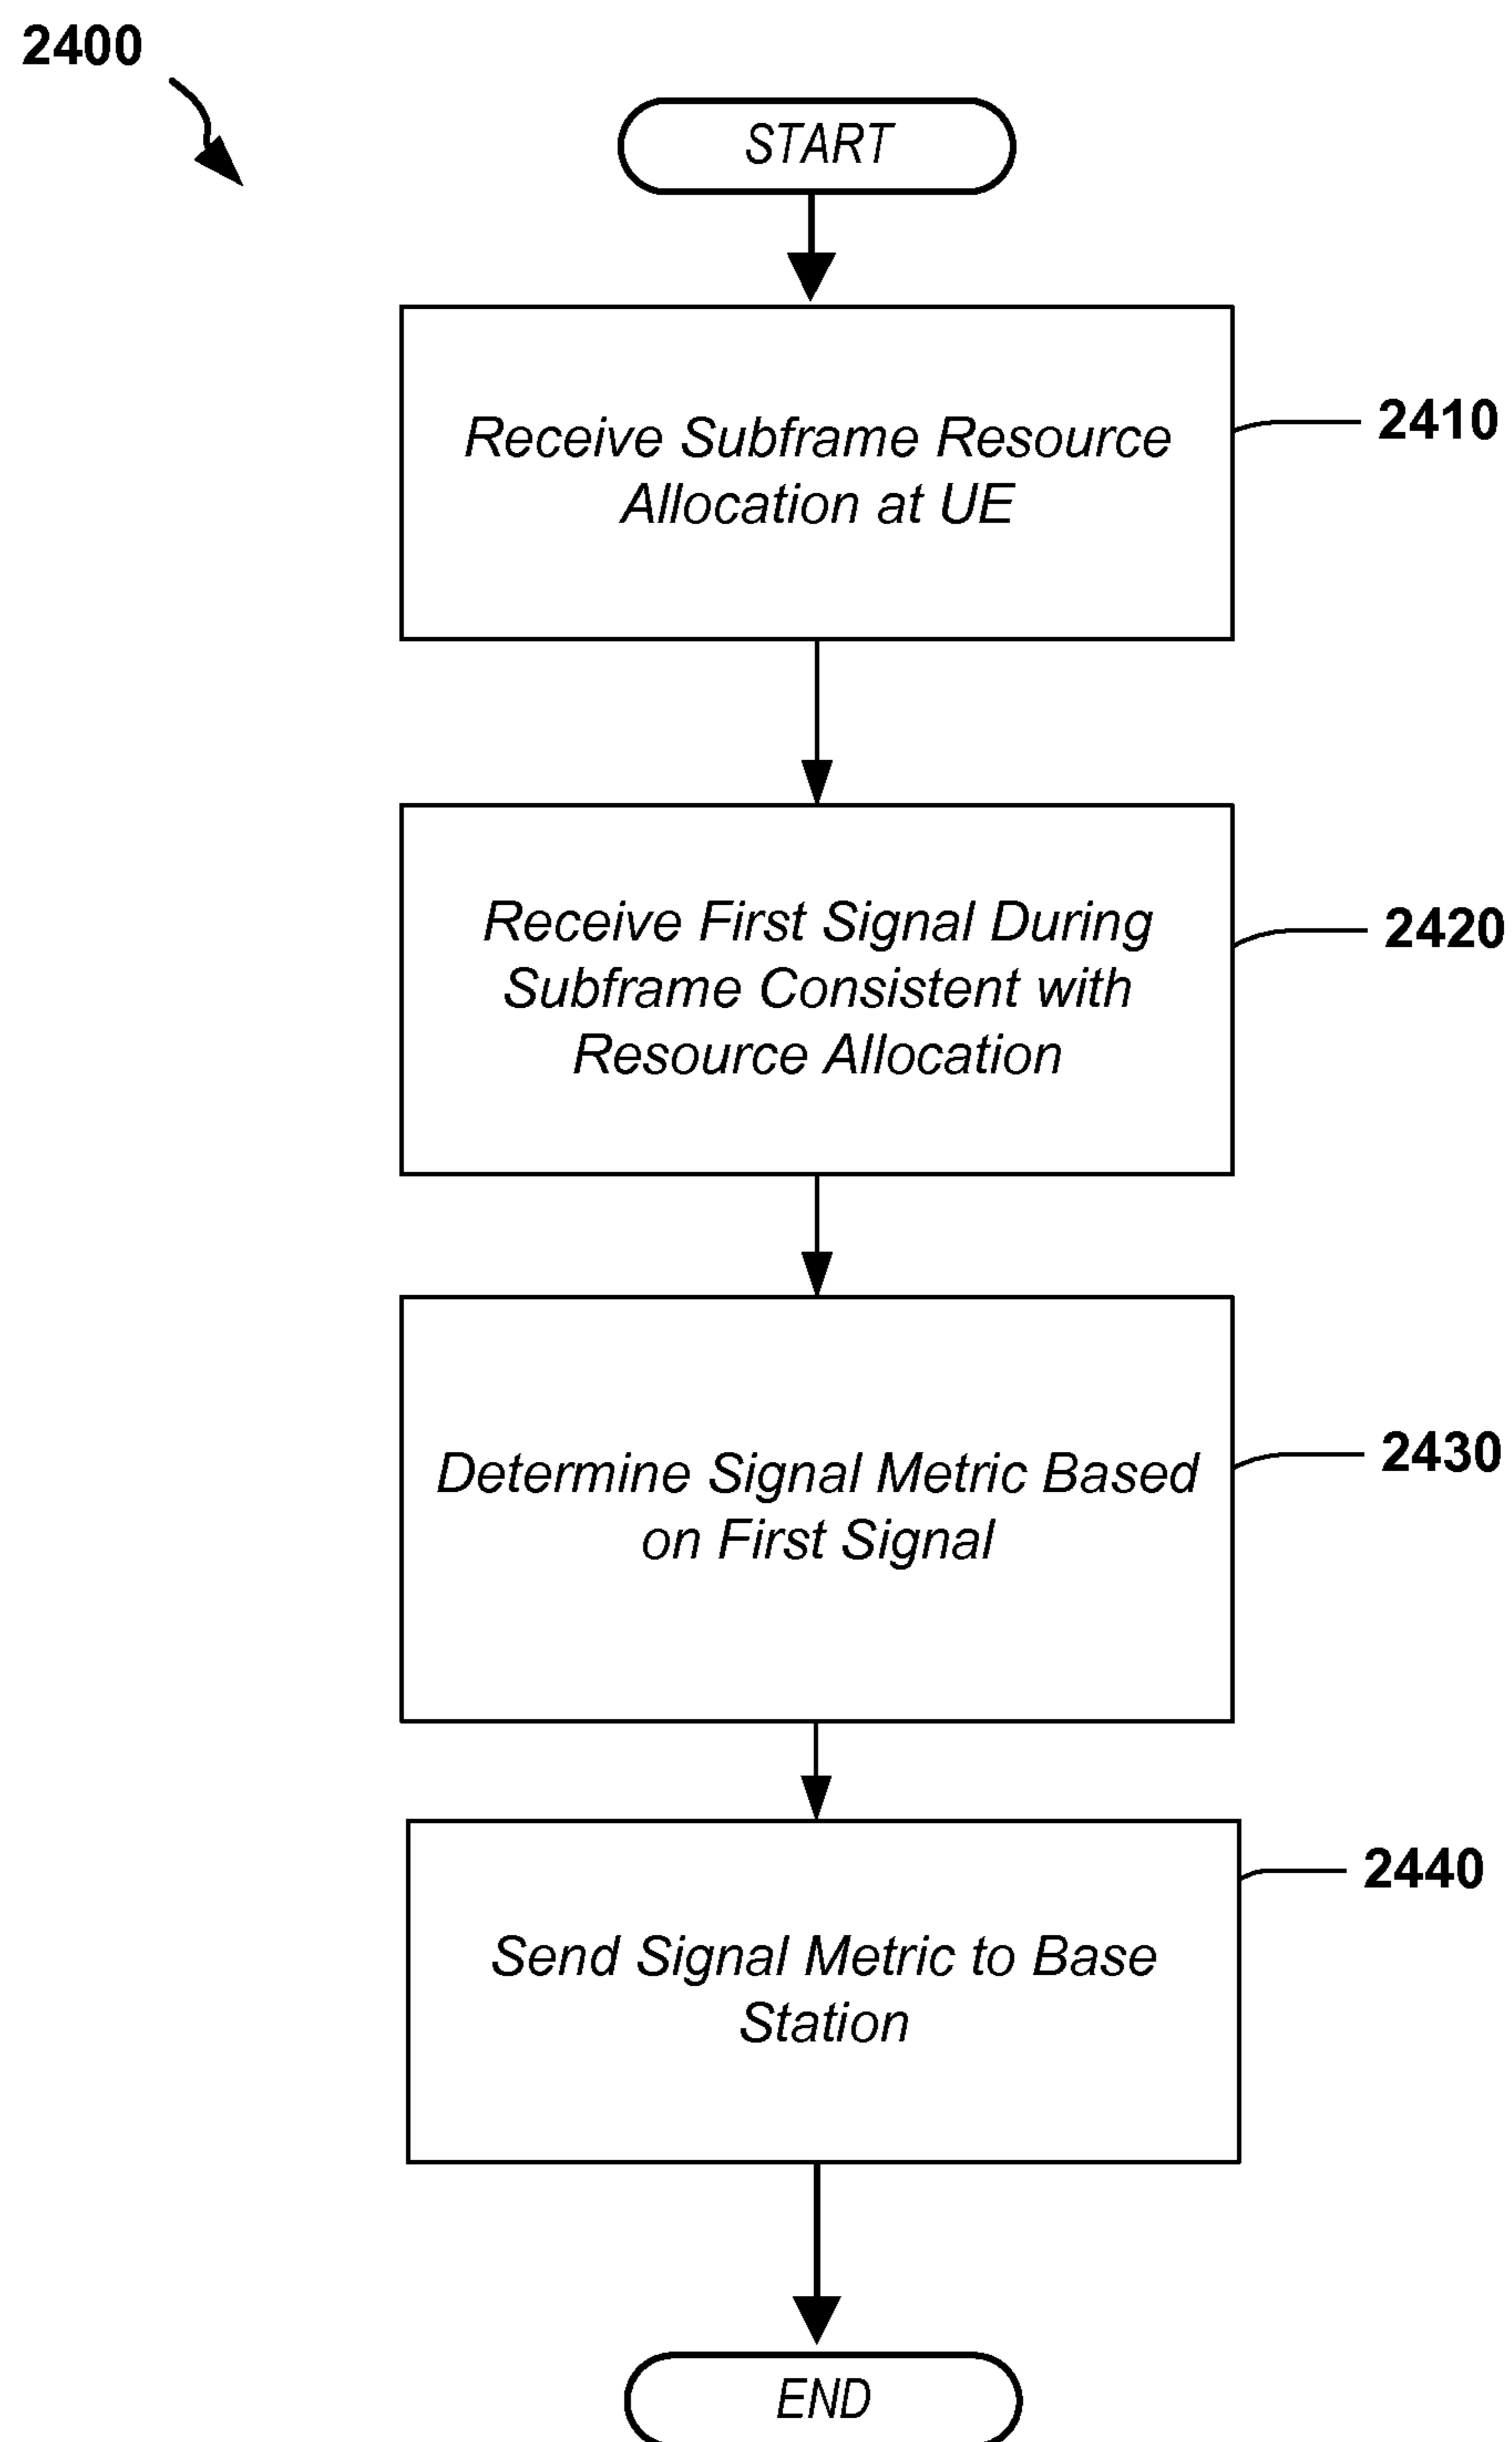 2400
START
Receive Subframe Resource
Allocation at UE
2410
Receive First Signal During
Subframe Consistent with
Resource Allocation
2420
Determine Signal Metric Based
on First Signal
2430
Send Signal Metric to Base
Station
2440
END